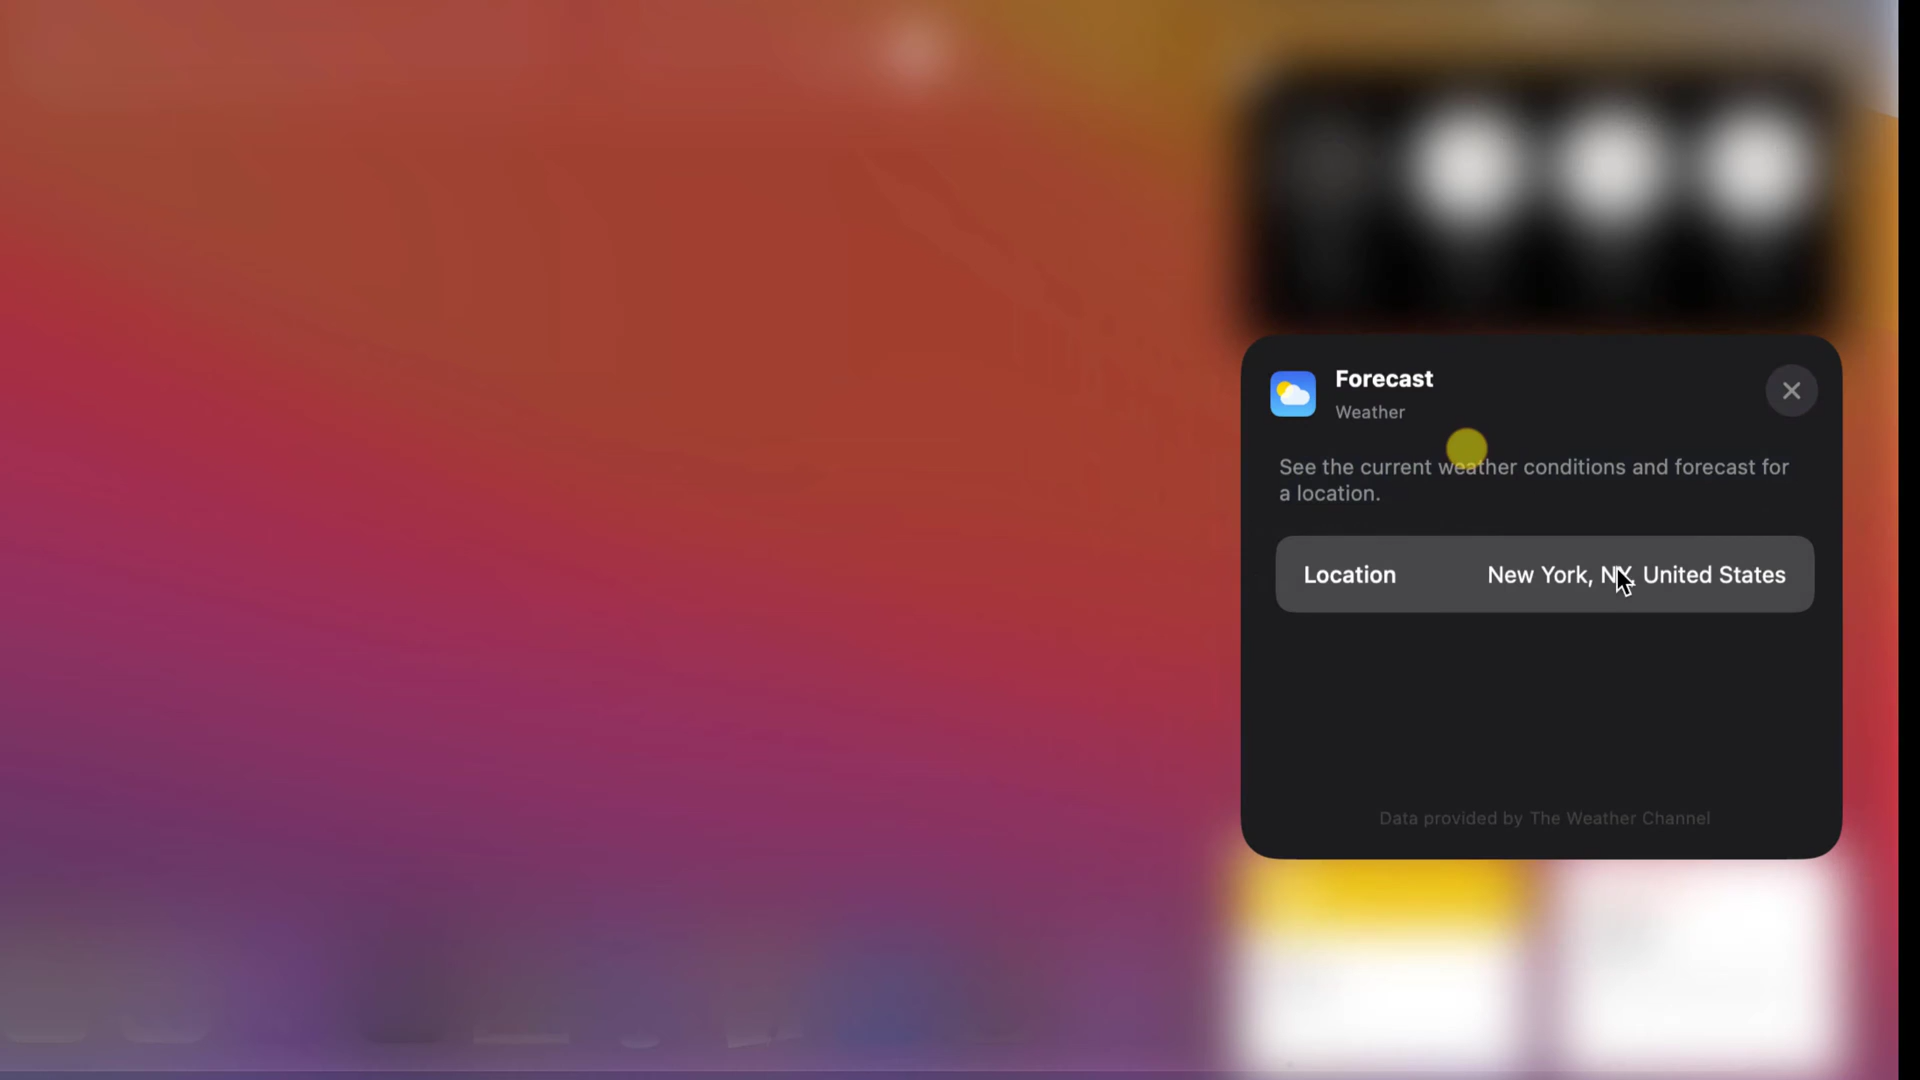 Forecast
Weather
See the current weather conditions and forecast for
a location.
Location New York, NY, United States
Data provided by The Weather Channel